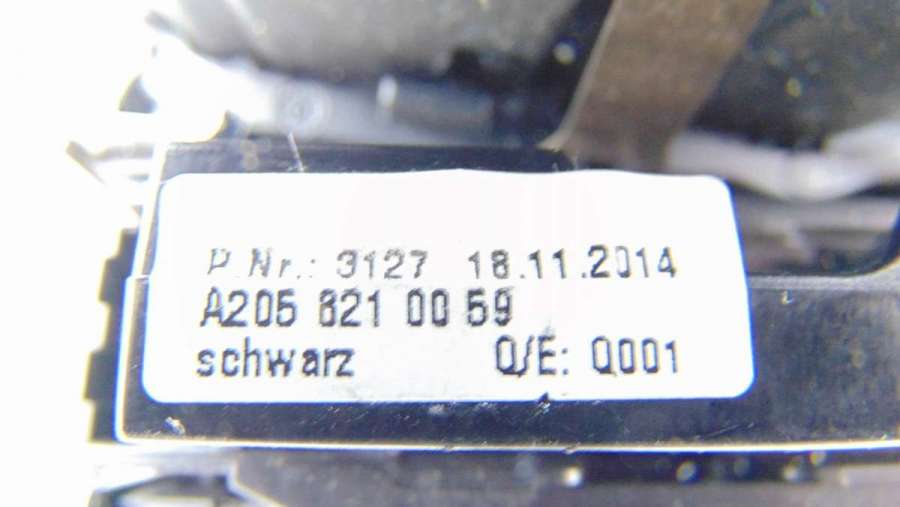 P.Nr.: 3127 18.11.2014
A205 821 00 59
schwarz Q/E: Q001